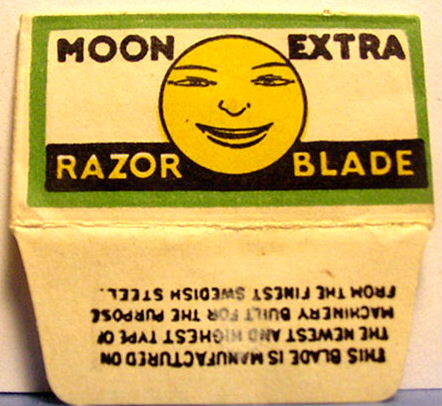 MOON EXTRA
RAZOR BLADE
THIS BLADE IS MANUFACTURED ON
THE NEWEST AND HIGHEST TYPE OF
MACHINERY BUILT FOR THE PURPOSE
FROM THE FINEST SWEDISH STEEL.